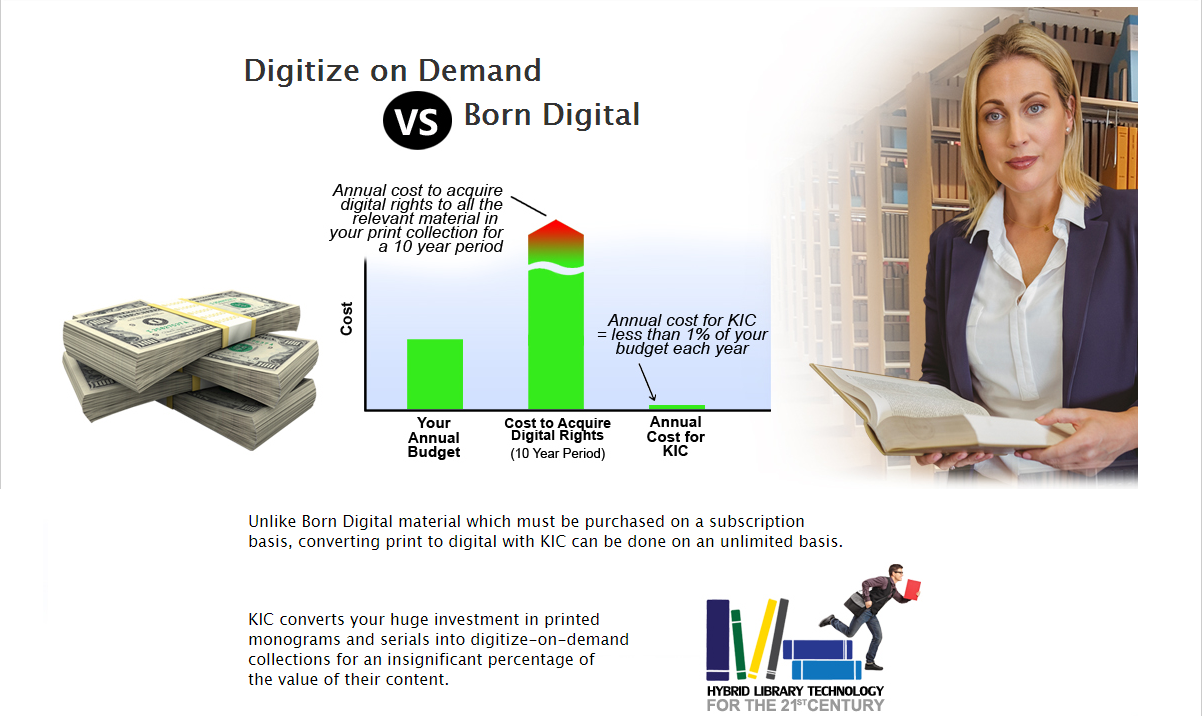 Digitize on Demand
VS
Born Digital
Annual cost to acquire
digital rights to all the
relevant material in
your print collection for
a 10 year period
Cost
Annual cost for KIC
= less than 1% of your
budget each year
Your
Annual
Budget
Cost to Acquire
Digital Rights
(10 Year Period)
Annual
Cost for
KIC
Unlike Born Digital material which must be purchased on a subscription
basis, converting print to digital with KIC can be done on an unlimited basis.
KIC converts your huge investment in printed
monograms and serials into digitize-on-demand
collections for an insignificant percentage of
the value of their content.
HYBRID LIBRARY TECHNOLOGY
FOR THE 21ST CENTURY